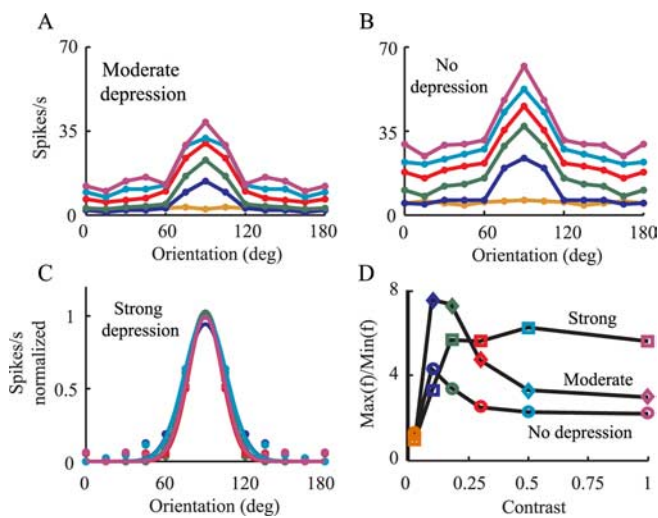 A
B
70
35
0
Spikes/s
Moderate
depression
0 60 120 180
Orientation (deg)
70
35
0
No
depression
0 60 120 180
Orientation (deg)
C
D
1
0.5
0
Spikes/s
normalized
Strong
depression
0 60 120 180
Orientation (deg)
8
4
0
Max(f)/Min(f)
Strong
Moderate
No depression
0 0.25 0.5 1
Contrast